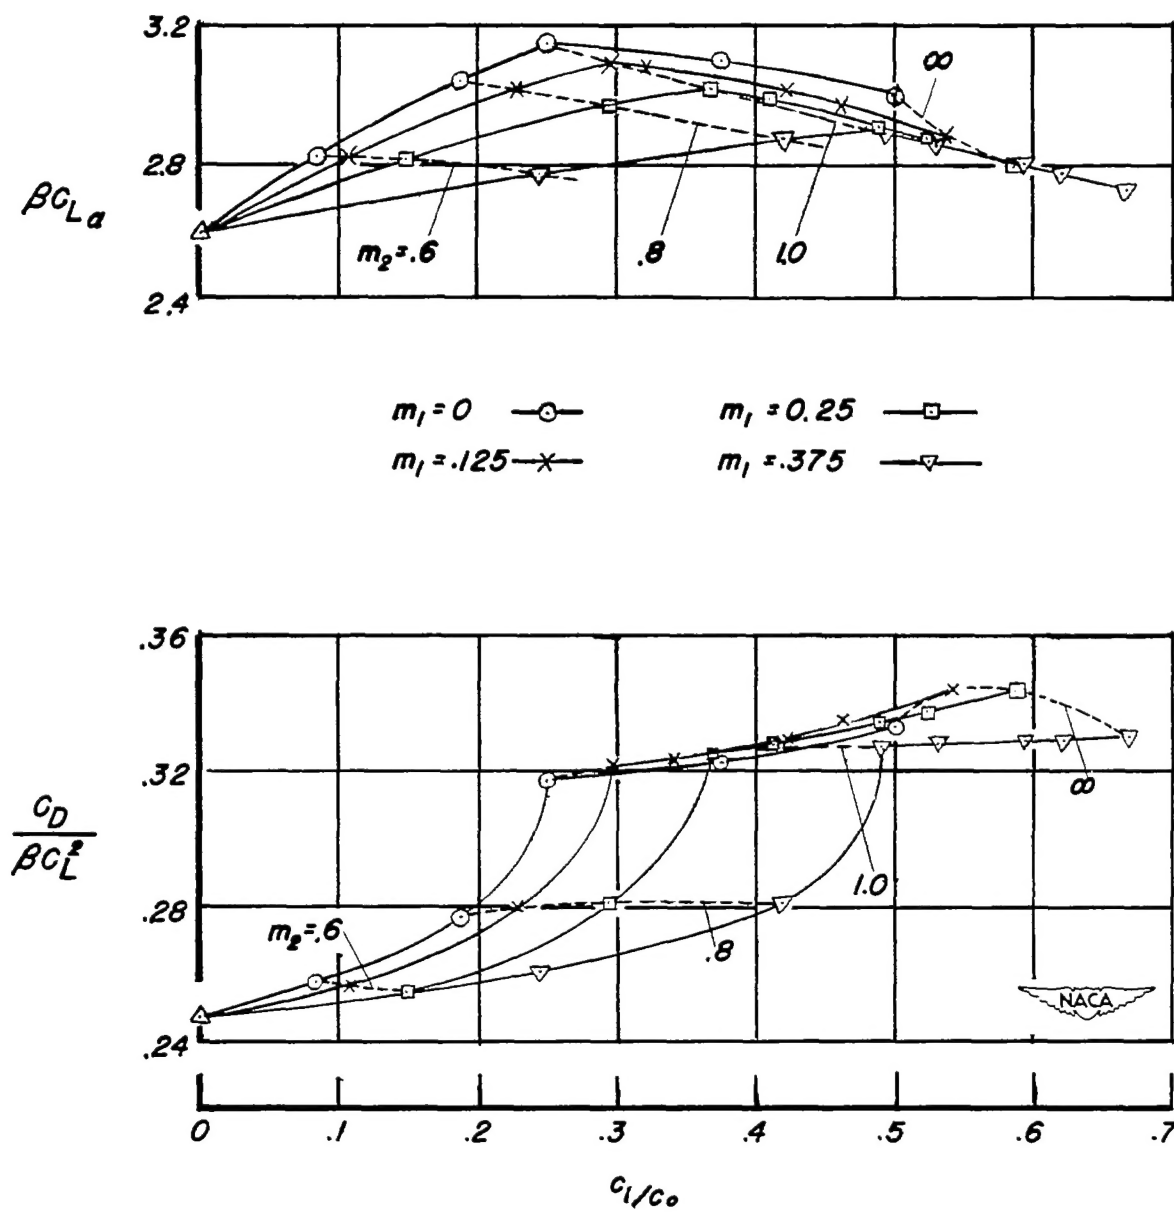 3.2
∞
2.8
βC_Lα
m₂=.6
.8
1.0
2.4
m₁=0
m₁=0.25
m₁=.125
m₁=.375
.36
.32
∞
C_D
βC_L²
1.0
.28
m₂=.6
.8
NACA
.24
0 .1 .2 .3 .4 .5 .6 .7
c₁/c₀